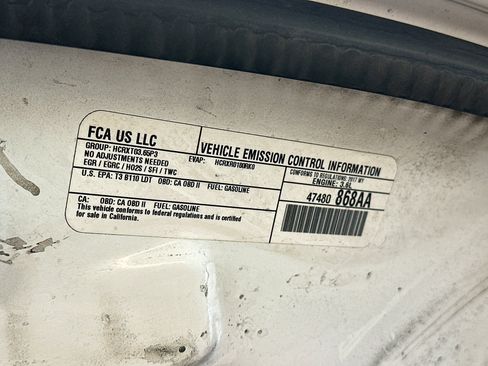 FCA US LLC
VEHICLE EMISSION CONTROL INFORMATION
GROUP: HCRXT03.65P3
EVAP: HCRXR0180RX0
NO ADJUSTMENTS NEEDED
EGR / EGRC / HO2S / SFI / TWC
CONFORMS TO REGULATIONS: 2017 MY
ENGINE: 3.6L
U.S. EPA: T3 B110 LDT OBD: CA OBD II FUEL: GASOLINE
47480 868AA
CA: OBD: CA OBD II FUEL: GASOLINE
This vehicle conforms to federal regulations and is certified
for sale in California.